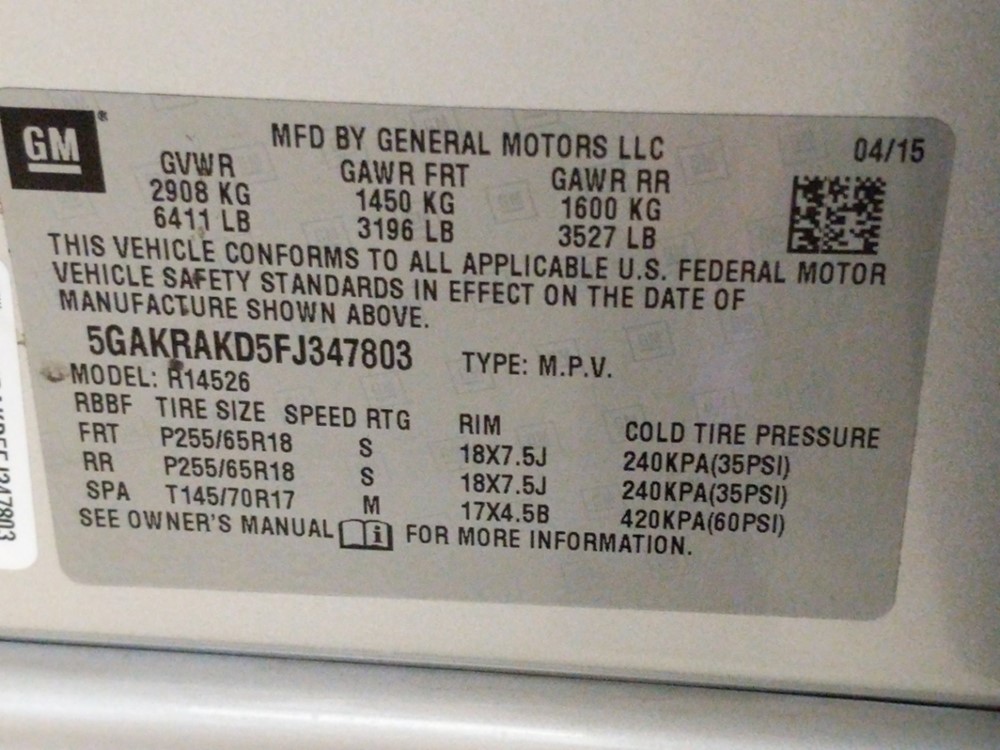 GM ®
MFD BY GENERAL MOTORS LLC 04/15
GVWR GAWR FRT GAWR RR
2908 KG 1450 KG 1600 KG
6411 LB 3196 LB 3527 LB
THIS VEHICLE CONFORMS TO ALL APPLICABLE U.S. FEDERAL MOTOR
VEHICLE SAFETY STANDARDS IN EFFECT ON THE DATE OF
MANUFACTURE SHOWN ABOVE.
5GAKRAKD5FJ347803 TYPE: M.P.V.
MODEL: R14526
RBBF TIRE SIZE SPEED RTG RIM COLD TIRE PRESSURE
FRT P255/65R18 S 18X7.5J 240KPA(35PSI)
RR P255/65R18 S 18X7.5J 240KPA(35PSI)
SPA T145/70R17 M 17X4.5B 420KPA(60PSI)
SEE OWNER'S MANUAL i FOR MORE INFORMATION.